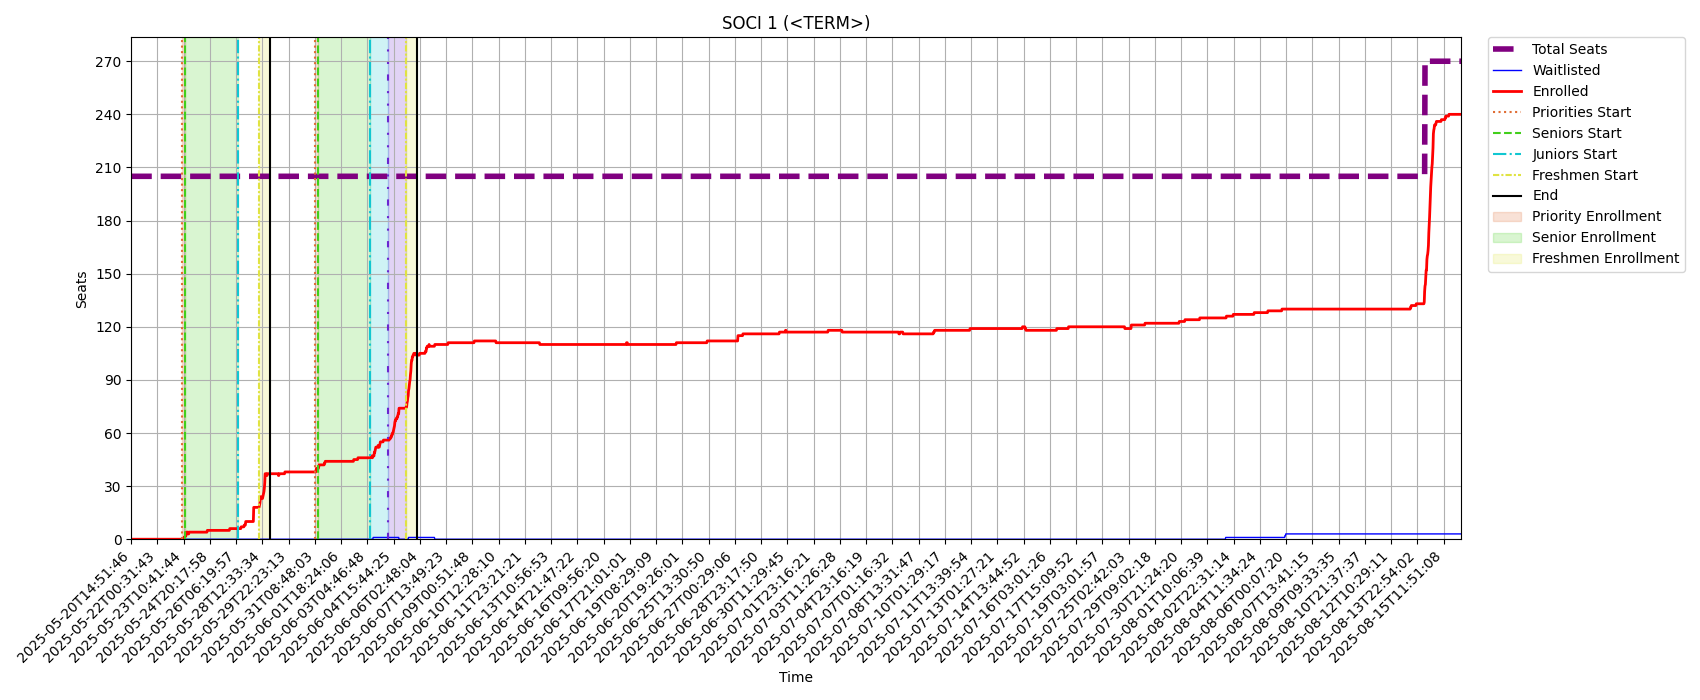 SOCI 1 (<TERM>)
Seats
270
240
210
180
150
120
90
60
30
0
2025-05-20T14:51:46
2025-05-22T00:31:43
2025-05-23T10:41:44
2025-05-24T20:17:58
2025-05-26T06:19:57
2025-05-28T12:33:34
2025-05-29T22:23:13
2025-05-31T08:48:03
2025-06-01T18:24:06
2025-06-03T04:46:48
2025-06-04T15:44:25
2025-06-06T02:48:04
2025-06-07T13:49:23
2025-06-09T00:51:48
2025-06-10T12:28:10
2025-06-11T23:21:21
2025-06-13T10:56:53
2025-06-14T21:47:22
2025-06-16T09:56:20
2025-06-17T21:01:01
2025-06-19T08:29:09
2025-06-20T19:26:01
2025-06-25T13:30:50
2025-06-27T00:29:06
2025-06-28T23:17:50
2025-06-30T11:29:45
2025-07-01T23:16:21
2025-07-03T11:26:28
2025-07-04T23:16:19
2025-07-07T01:16:32
2025-07-08T13:31:47
2025-07-10T01:29:17
2025-07-11T13:39:54
2025-07-13T01:27:21
2025-07-14T13:44:52
2025-07-16T03:01:26
2025-07-17T15:09:52
2025-07-19T03:01:57
2025-07-25T02:42:03
2025-07-29T09:02:18
2025-07-30T21:24:20
2025-08-01T10:06:39
2025-08-02T22:31:14
2025-08-04T11:34:24
2025-08-06T00:07:20
2025-08-07T13:41:15
2025-08-09T09:33:35
2025-08-10T21:37:37
2025-08-12T10:29:11
2025-08-13T22:54:02
2025-08-15T11:51:08
Time
Total Seats
Waitlisted
Enrolled
Priorities Start
Seniors Start
Juniors Start
Freshmen Start
End
Priority Enrollment
Senior Enrollment
Freshmen Enrollment